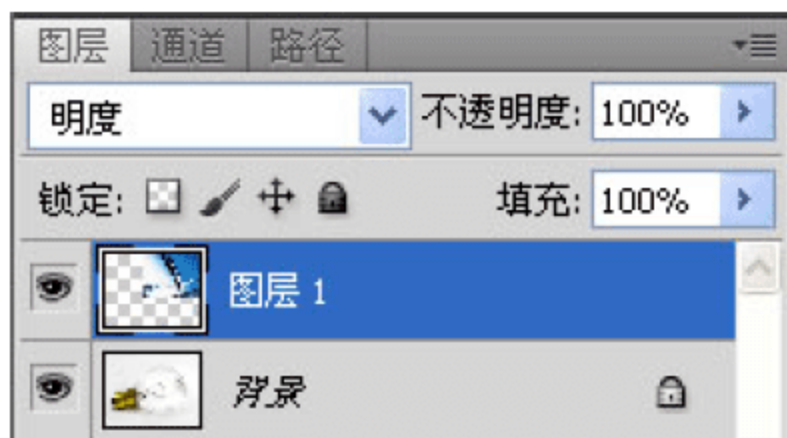 图层 通道 路径
明度 不透明度: 100%
锁定: 填充: 100%
图层 1
背景